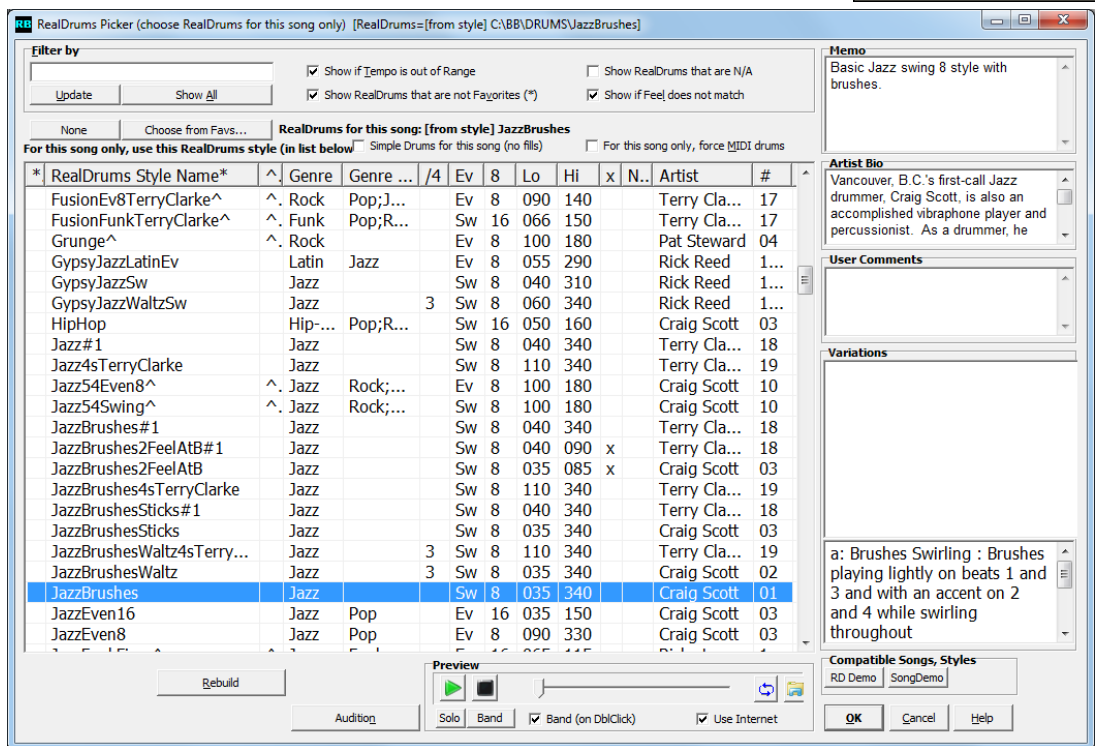 RB RealDrums Picker (choose RealDrums for this song only) [RealDrums=[from style] C:\BB\DRUMS\JazzBrushes]
Filter by
Show if Tempo is out of Range
Show RealDrums that are N/A
Update Show All
Show RealDrums that are not Favorites (*)
Show if Feel does not match
None Choose from Favs... RealDrums for this song: [from style] JazzBrushes
For this song only, use this RealDrums style (in list below Simple Drums for this song (no fills) For this song only, force MIDI drums
* RealDrums Style Name* ^. Genre Genre ... /4 Ev 8 Lo Hi x N.. Artist #
FusionEv8TerryClarke^ ^. Rock Pop;J... Ev 8 090 140 Terry Cla... 17
FusionFunkTerryClarke^ ^. Funk Pop;R... Sw 16 066 150 Terry Cla... 17
Grunge^ ^. Rock Ev 8 100 180 Pat Steward 04
GypsyJazzLatinEv Latin Jazz Ev 8 055 290 Rick Reed 1...
GypsyJazzSw Jazz Sw 8 040 310 Rick Reed 1...
GypsyJazzWaltzSw Jazz 3 Sw 8 060 340 Rick Reed 1...
HipHop Hip-... Pop;R... Sw 16 050 160 Craig Scott 03
Jazz#1 Jazz Sw 8 040 340 Terry Cla... 18
Jazz4sTerryClarke Jazz Sw 8 110 340 Terry Cla... 19
Jazz54Even8^ ^. Jazz Rock;... Ev 8 100 180 Craig Scott 10
Jazz54Swing^ ^. Jazz Rock;... Sw 8 100 180 Craig Scott 10
JazzBrushes#1 Jazz Sw 8 040 340 Terry Cla... 18
JazzBrushes2FeelAtB#1 Jazz Sw 8 040 090 x Terry Cla... 18
JazzBrushes2FeelAtB Jazz Sw 8 035 085 x Craig Scott 03
JazzBrushes4sTerryClarke Jazz Sw 8 110 340 Terry Cla... 19
JazzBrushesSticks#1 Jazz Sw 8 040 340 Terry Cla... 18
JazzBrushesSticks Jazz Sw 8 035 340 Craig Scott 03
JazzBrushesWaltz4sTerry... Jazz 3 Sw 8 110 340 Terry Cla... 19
JazzBrushesWaltz Jazz 3 Sw 8 035 340 Craig Scott 02
JazzBrushes Jazz Sw 8 035 340 Craig Scott 01
JazzEven16 Jazz Pop Ev 16 035 150 Craig Scott 03
JazzEven8 Jazz Pop Ev 8 090 330 Craig Scott 03
Rebuild
Audition
Preview
Solo Band Band (on DblClick) Use Internet
Memo
Basic Jazz swing 8 style with
brushes.
Artist Bio
Vancouver, B.C.'s first-call Jazz
drummer, Craig Scott, is also an
accomplished vibraphone player and
percussionist. As a drummer, he
User Comments
Variations
a: Brushes Swirling : Brushes
playing lightly on beats 1 and
3 and with an accent on 2
and 4 while swirling
throughout
Compatible Songs, Styles
RD Demo SongDemo
OK Cancel Help